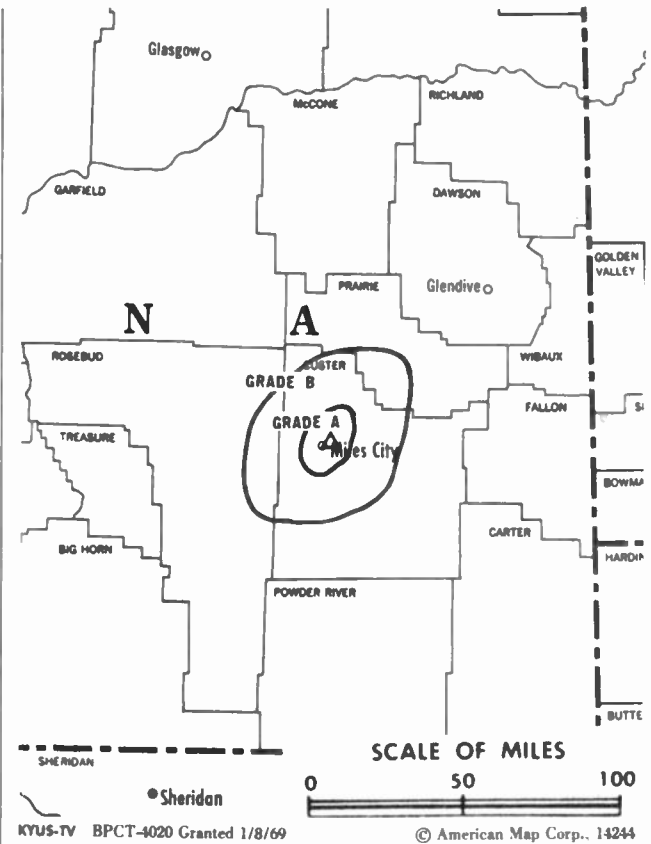 Glasgow
McCONE
RICHLAND
GARFIELD
DAWSON
GOLDEN
VALLEY
PRAIRIE
Glendive
N A
ROSEBUD
CUSTER
WIBAUX
GRADE B
FALLON
GRADE A
TREASURE
Miles City
BOWMA
CARTER
BIG HORN
HARDIN
POWDER RIVER
BUTTE
SCALE OF MILES
SHERIDAN
0 50 100
Sheridan
KYUS-TV BPCT-4020 Granted 1/8/69
© American Map Corp., 14244